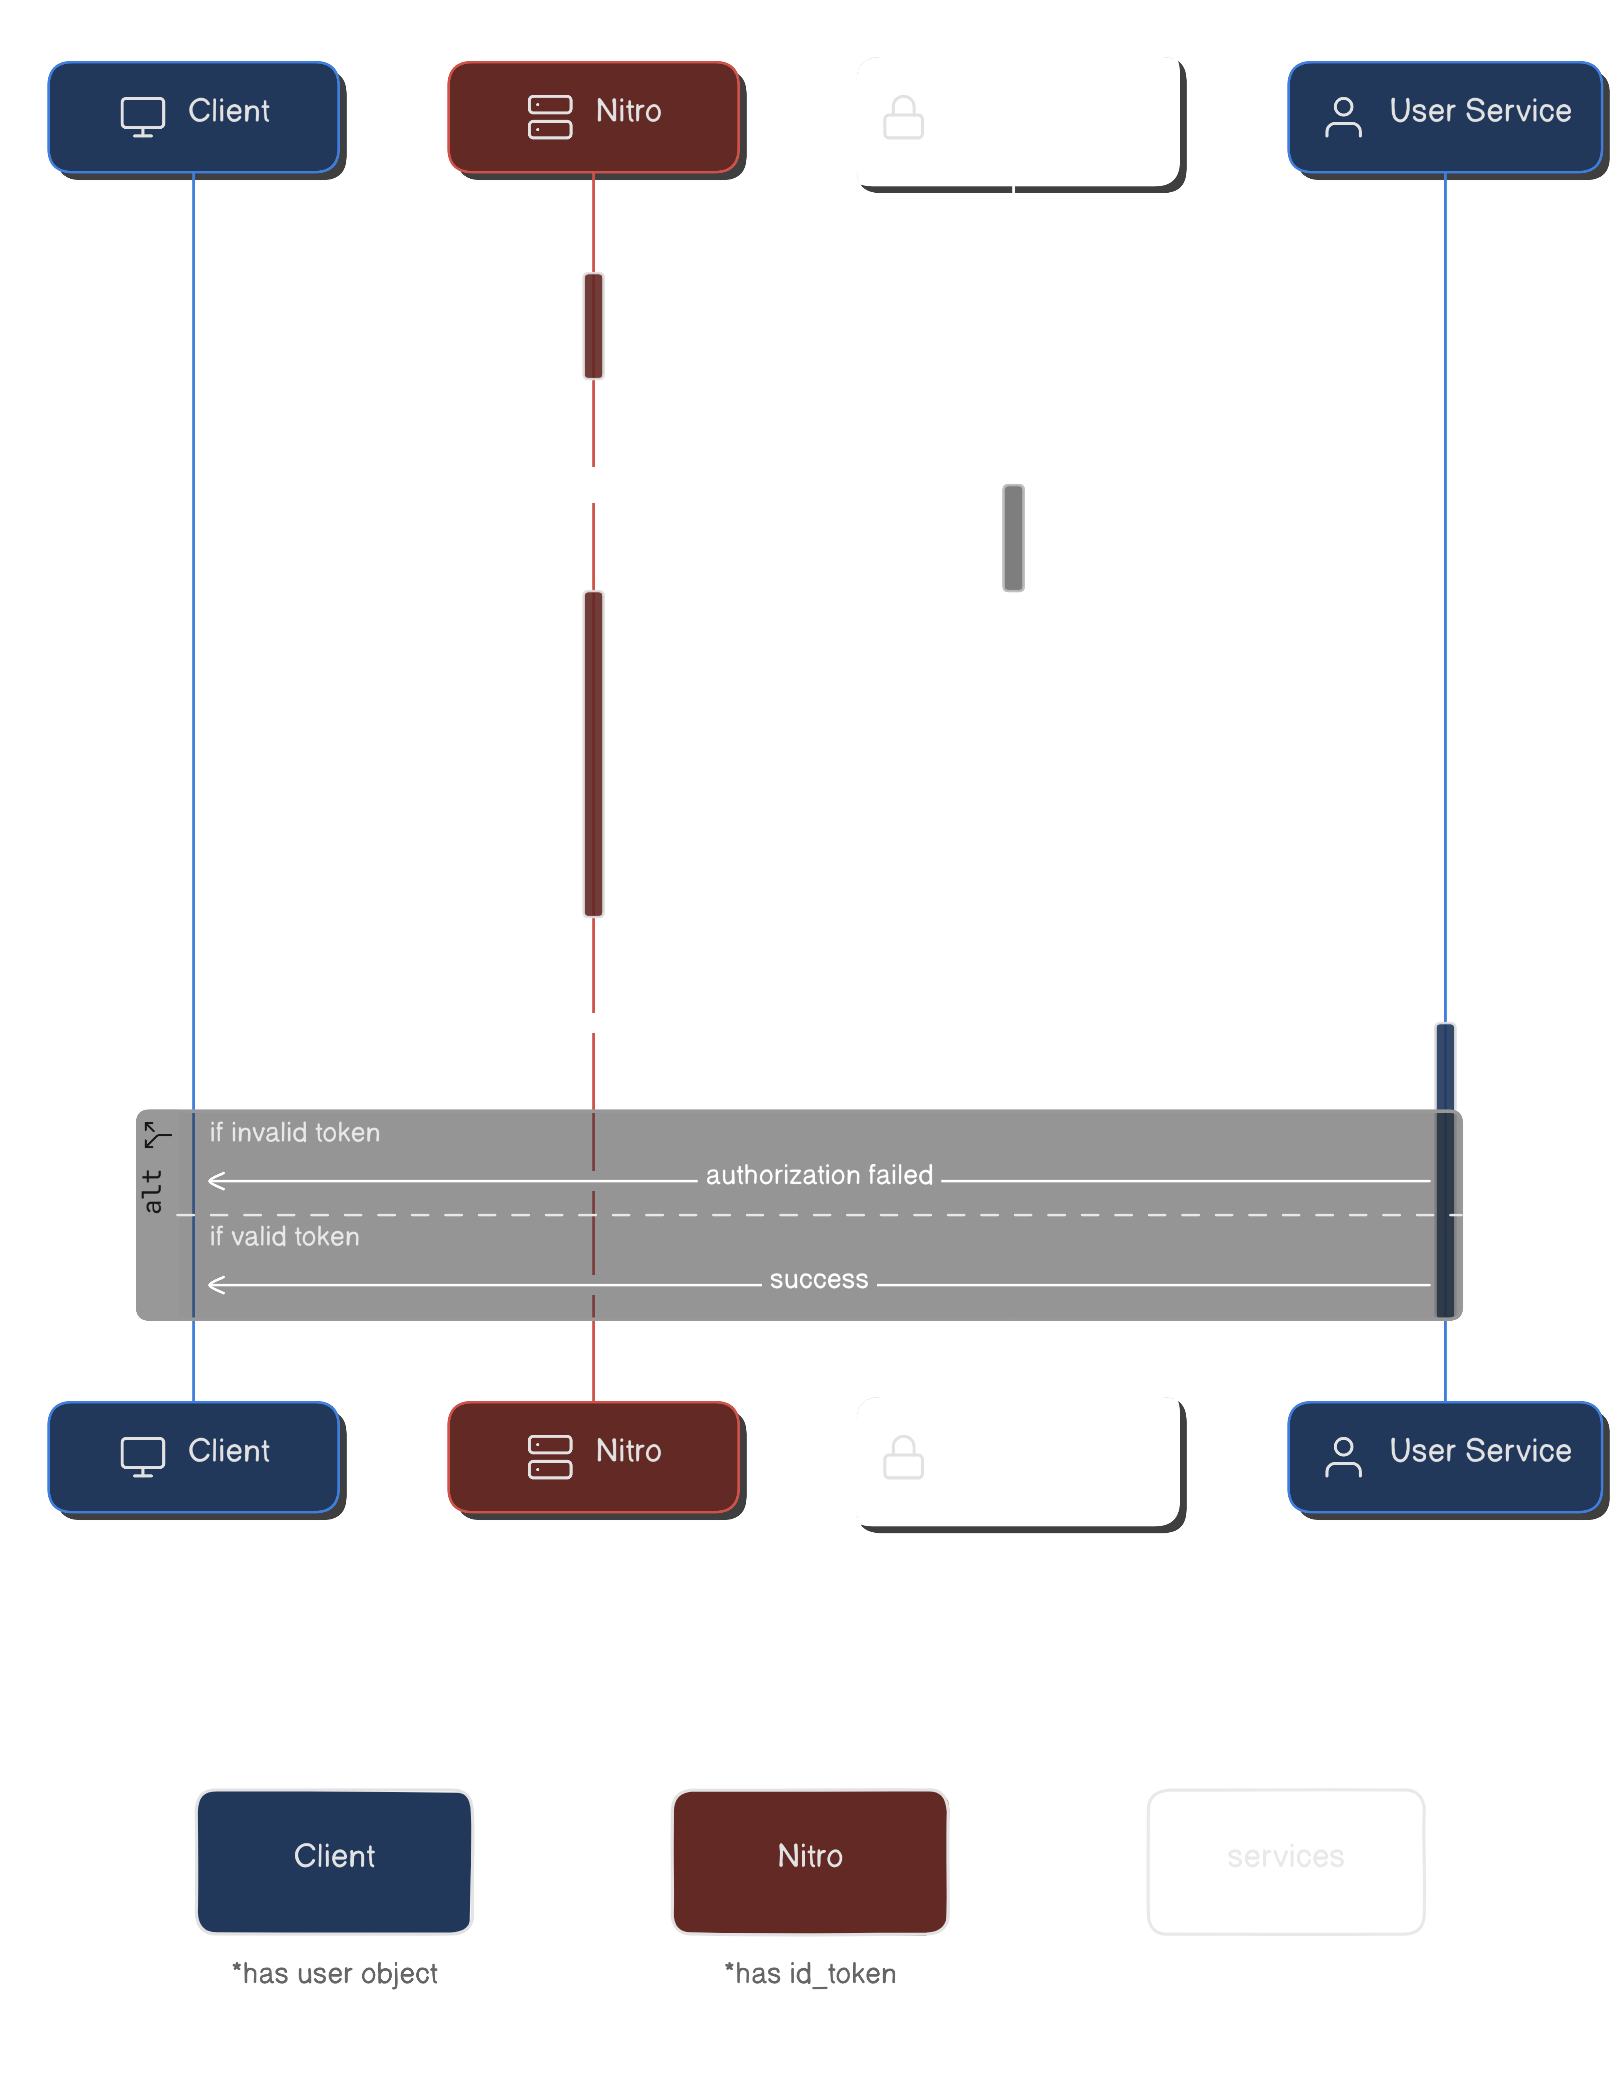 Client
Nitro
User Service
alt
if invalid token
authorization failed
if valid token
success
Client
Nitro
User Service
Client
Nitro
services
*has user object
*has id_token